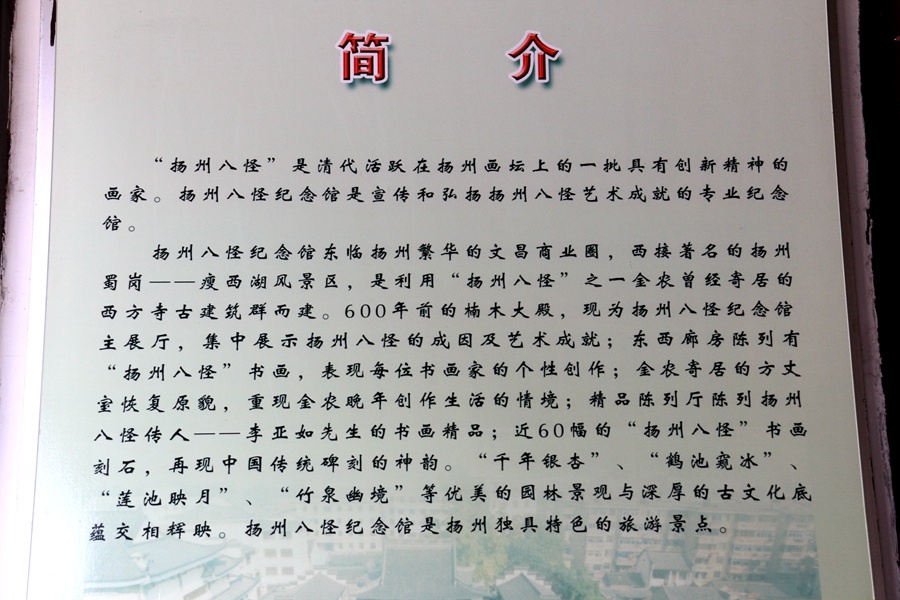 简 介
“扬州八怪”是清代活跃在扬州画坛上的一批具有创新精神的
画家。扬州八怪纪念馆是宣传和弘扬扬州八怪艺术成就的专业纪念
馆。
扬州八怪纪念馆东临扬州繁华的文昌商业圈，西接著名的扬州
蜀岗——瘦西湖风景区，是利用“扬州八怪”之一金农曾经寄居的
西方寺古建筑群而建。600年前的楠木大殿，现为扬州八怪纪念馆
主展厅，集中展示扬州八怪的成因及艺术成就；东西廊房陈列有
“扬州八怪”书画，表现每位书画家的个性创作；金农寄居的方丈
室恢复原貌，重现金农晚年创作生活的情境；精品陈列厅陈列扬州
八怪传人——李亚如先生的书画精品；近60幅的“扬州八怪”书画
刻石，再现中国传统碑刻的神韵。“千年银杏”、“鹤池窥冰”、
“莲池映月”、“竹泉幽境”等优美的园林景观与深厚的古文化底
蕴交相辉映。扬州八怪纪念馆是扬州独具特色的旅游景点。